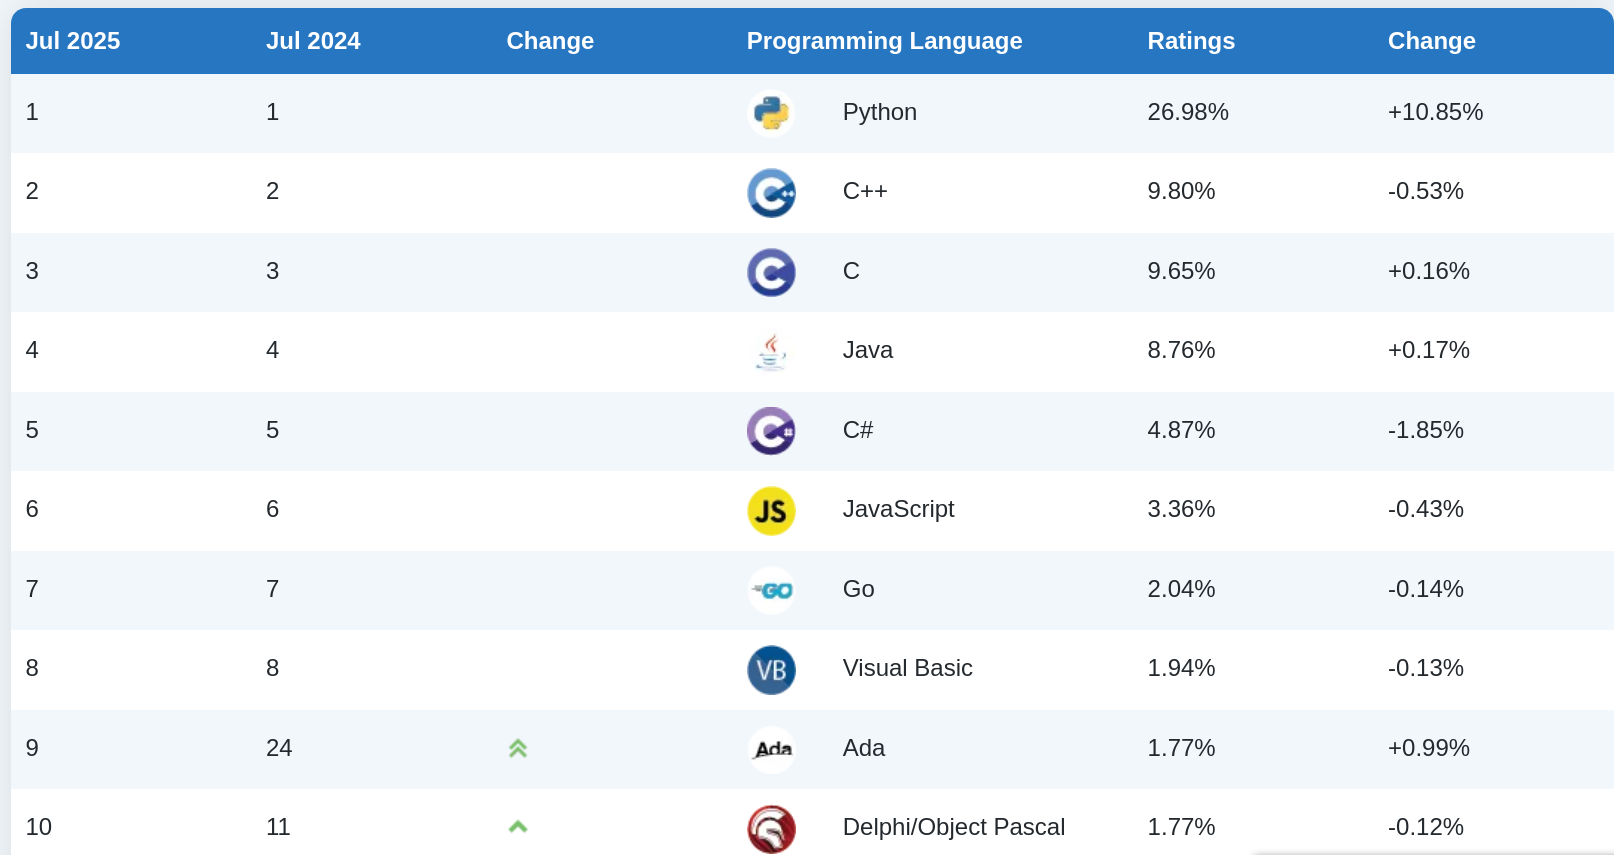 Jul 2025 Jul 2024 Change Programming Language Ratings Change
1 1 Python 26.98% +10.85%
2 2 C++ 9.80% -0.53%
3 3 C 9.65% +0.16%
4 4 Java 8.76% +0.17%
5 5 C# 4.87% -1.85%
6 6 JS JavaScript 3.36% -0.43%
7 7 GO Go 2.04% -0.14%
8 8 VB Visual Basic 1.94% -0.13%
9 24 Ada Ada 1.77% +0.99%
10 11 Delphi/Object Pascal 1.77% -0.12%